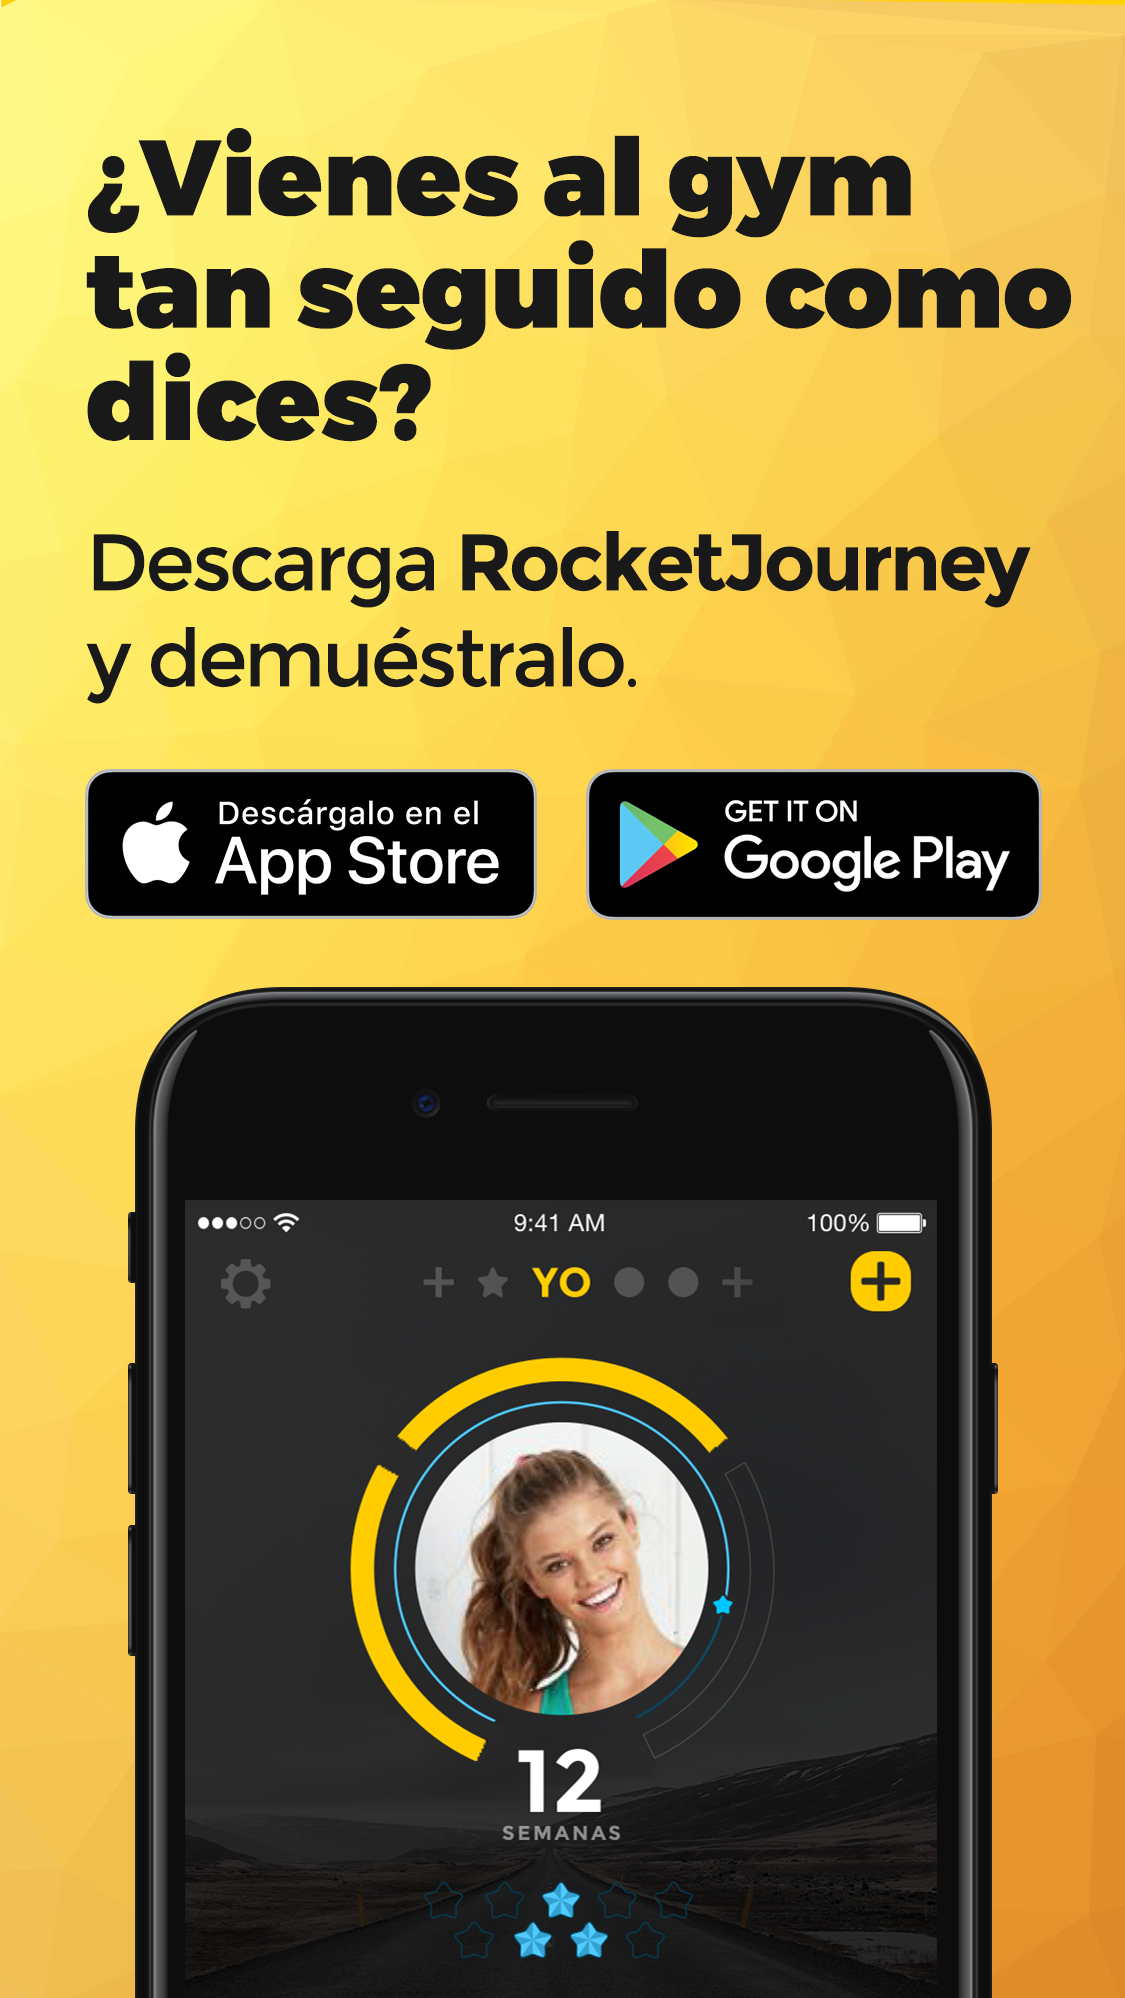 ¿Vienes al gym
tan seguido como
dices?
Descarga RocketJourney
y demuéstralo.
Descárgalo en el
App Store
GET IT ON
Google Play
9:41 AM
100%
YO
12
SEMANAS